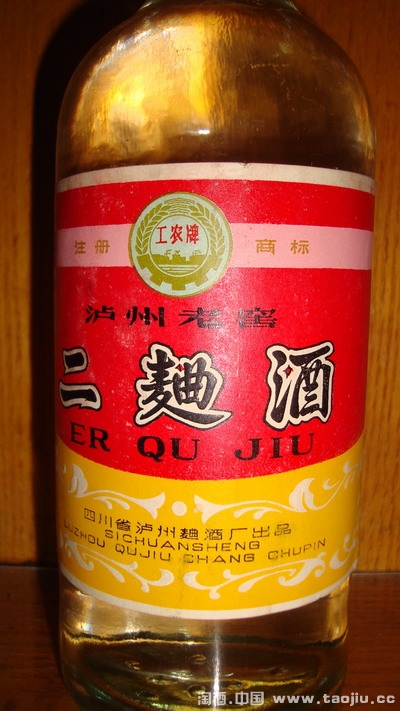 工农牌
注册 商标
泸州老窖
二麯酒
ER QU JIU
四川省泸州麯酒厂出品
SICHUANSHENG
LUZHOU QUJIU CHANG CHUPIN
淘酒.中国 www.taojiu.cc